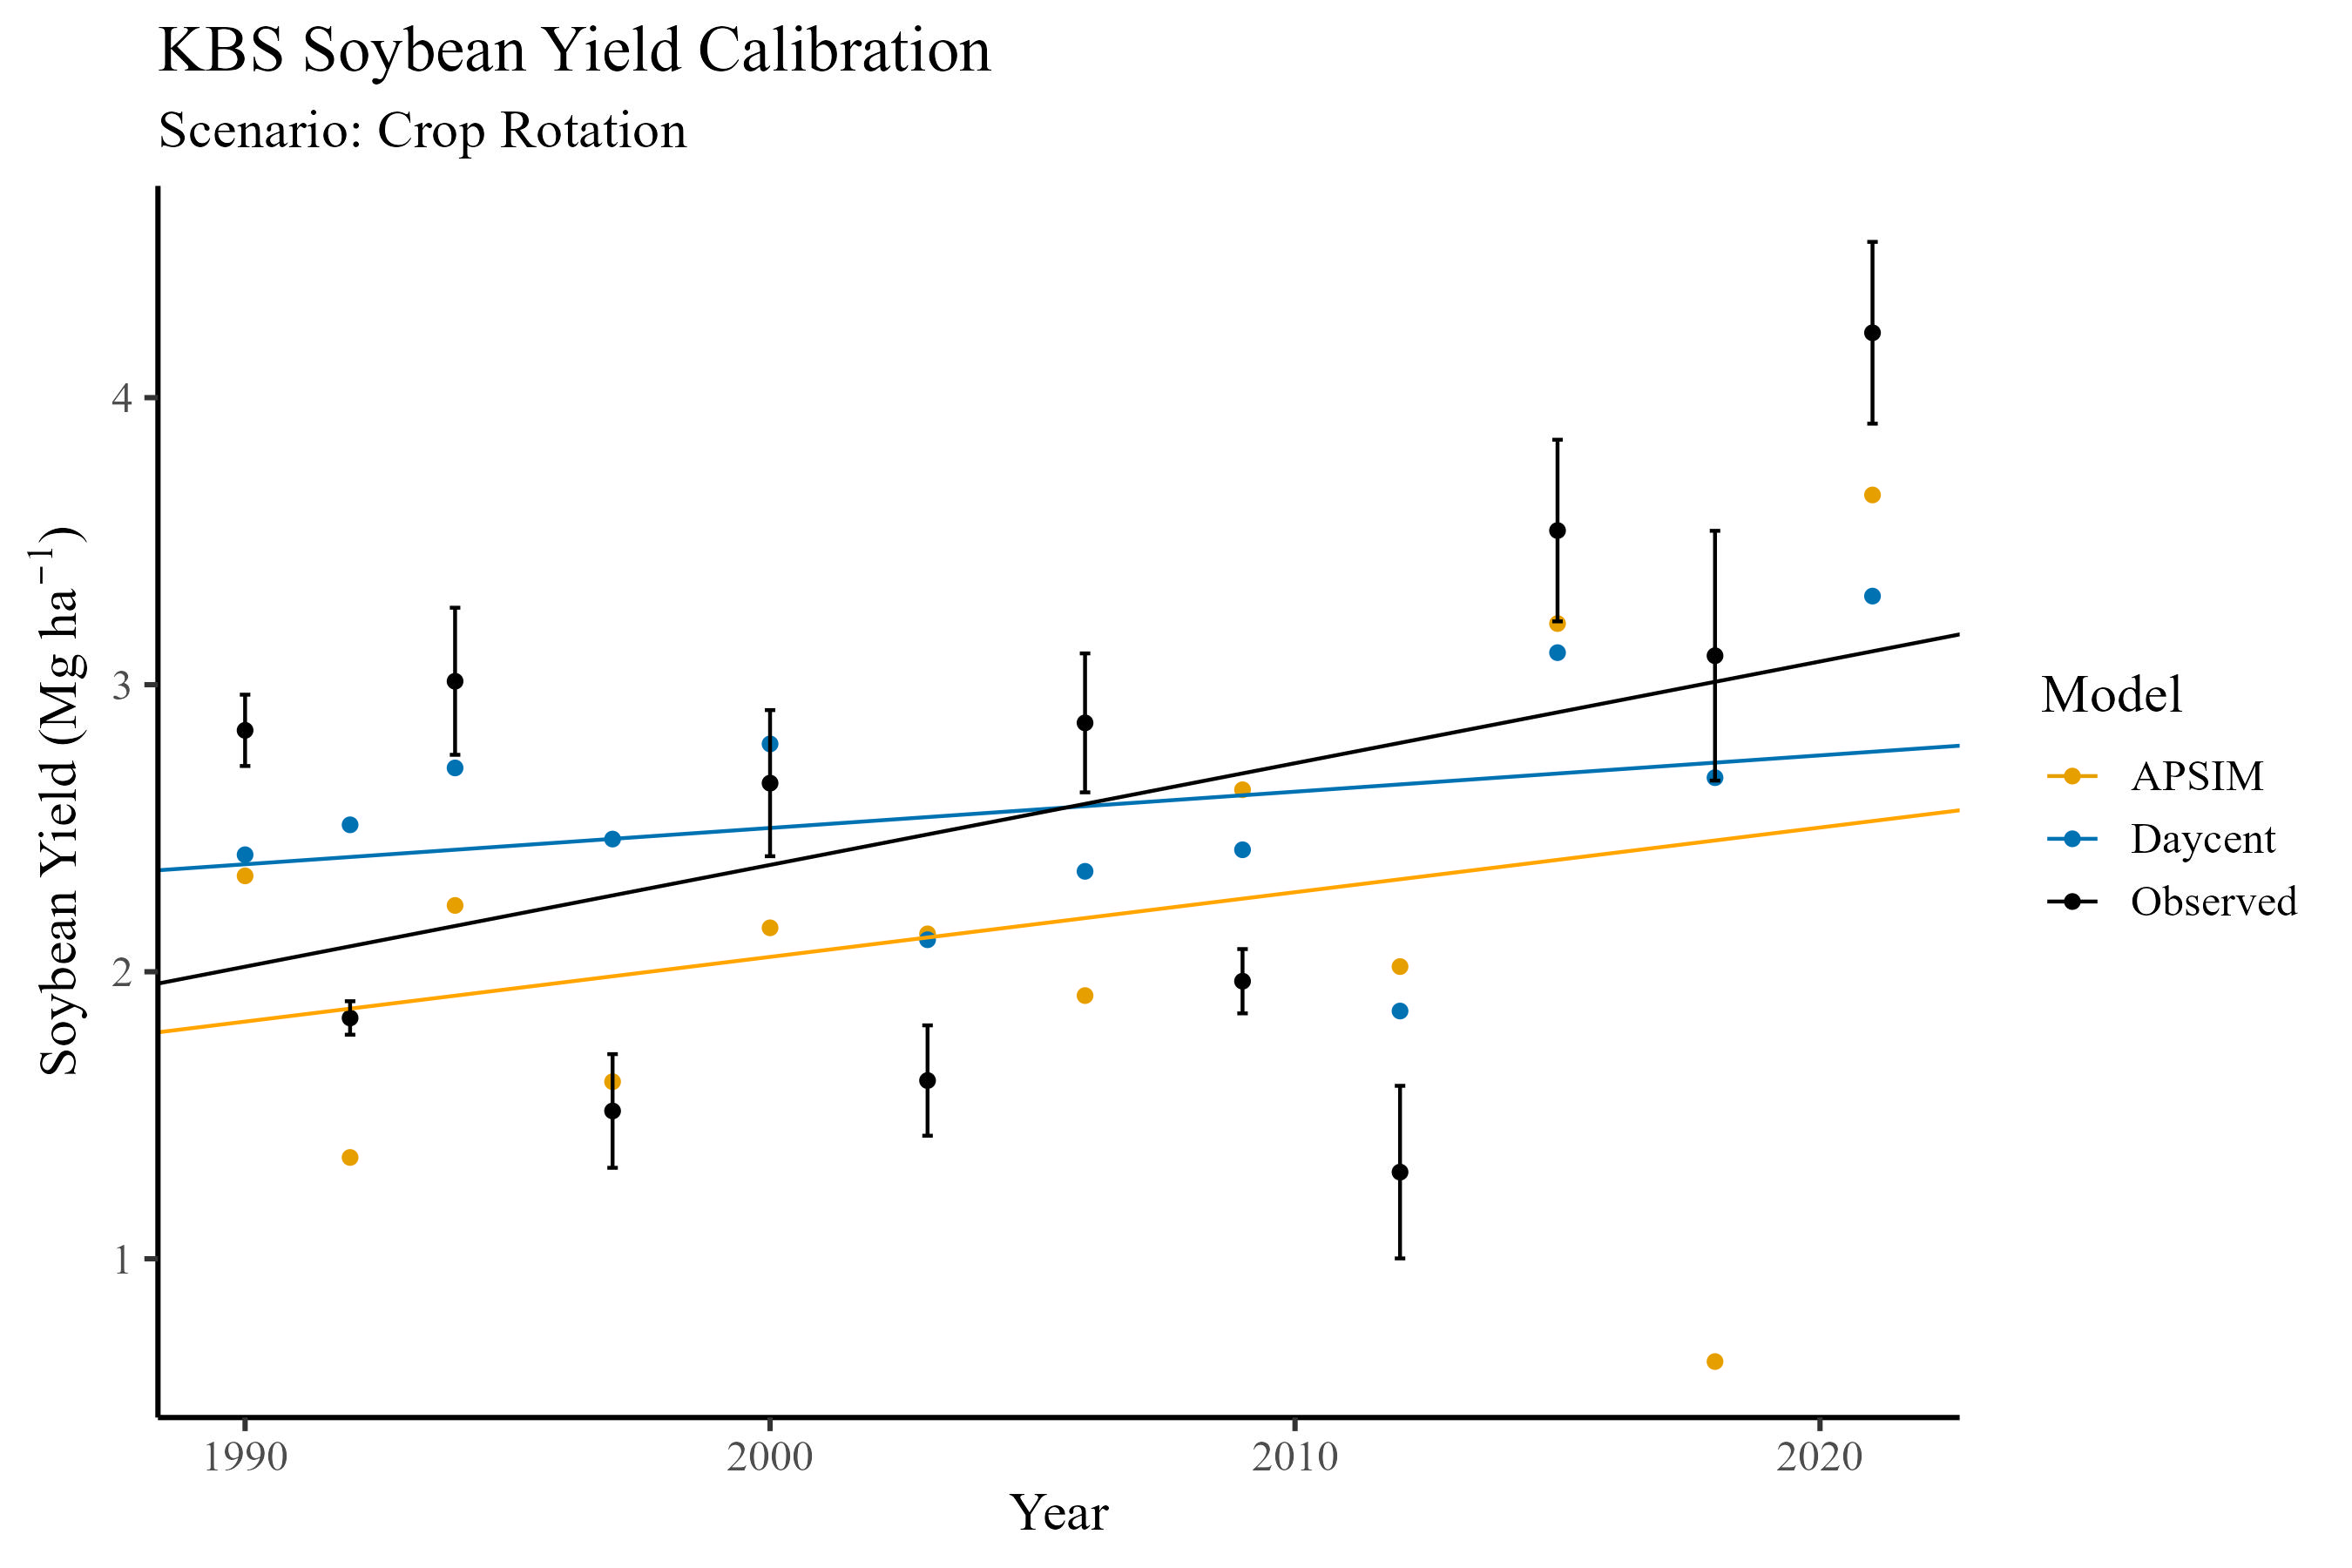 KBS Soybean Yield Calibration
Scenario: Crop Rotation
Soybean Yield (Mg ha⁻¹)
4
3
2
1
1990
2000
2010
2020
Year
Model
APSIM
Daycent
Observed